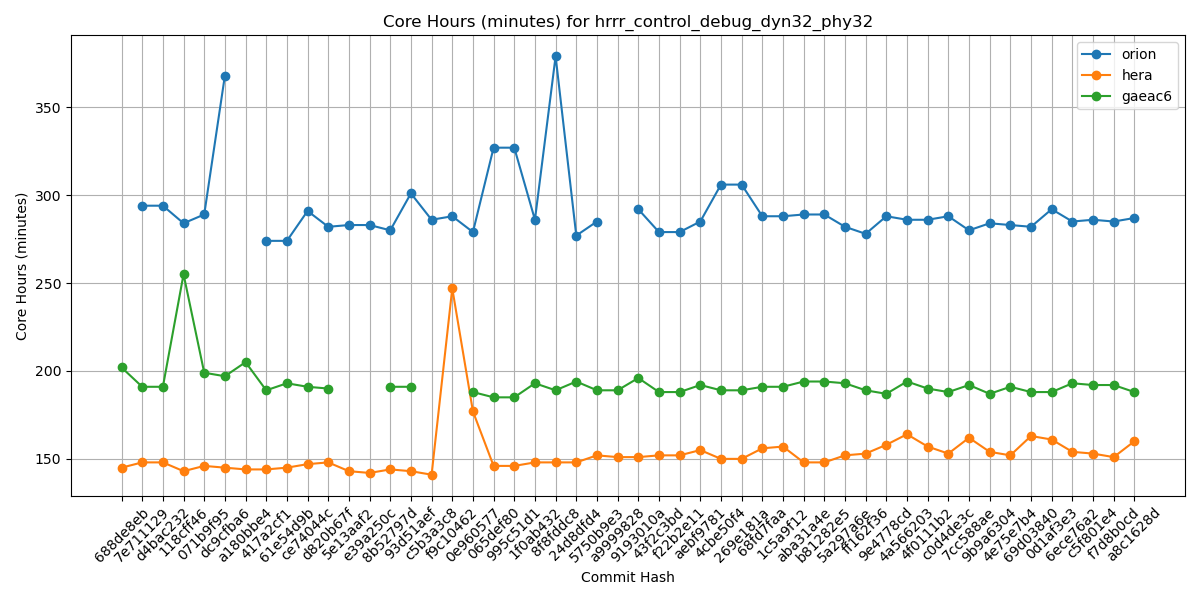 Core Hours (minutes) for hrrr_control_debug_dyn32_phy32
orion
hera
gaeac6
Core Hours (minutes)
350
300
250
200
150
688de8eb
7e711129
d4bac232
118cff46
071b9f95
dc9cfba6
a180bbe4
417a2cf1
61e54d9b
ce74044c
d820b67f
5e13aaf2
e39a250c
8b52797d
93d51aef
c5b3a3c8
f9c10462
0e960577
065def80
995c51d1
1f0ab432
8f8fdfc8
24d8dfd4
5750b9e3
a9999828
9193010a
43f253bd
f22b2e11
aebf9781
4cbe50f4
269e181a
68fd7faa
1c5a9f12
aba31a4e
b81282e5
5a297a6e
ff162f36
9e4778cd
4a566203
4f011b2
c0d4de3c
7cc588ae
9b9a6304
4e75e7b4
69d03840
0d1af3e3
6ece76a2
c5f801e4
f7d8b0cd
a8c1628d
Commit Hash